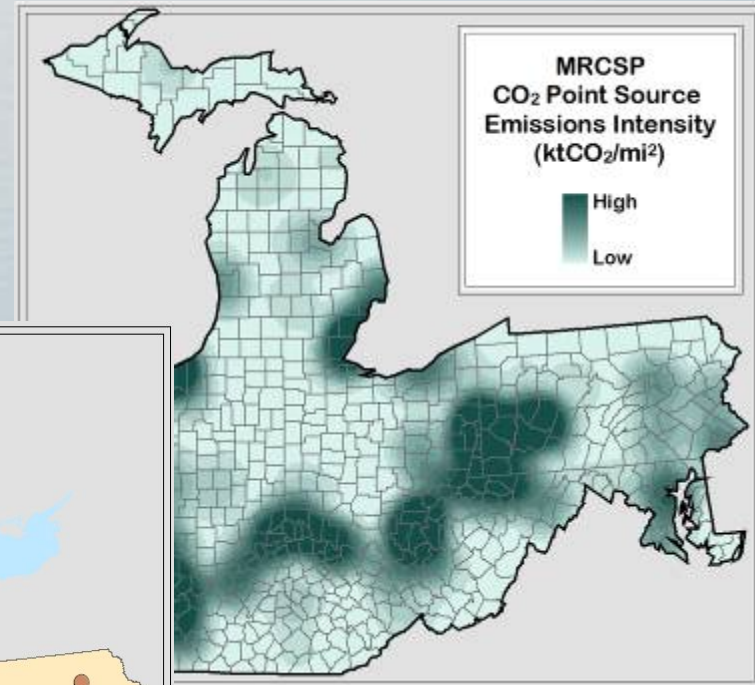 MRCSP
CO₂ Point Source
Emissions Intensity
(ktCO₂/mi²)
High
Low